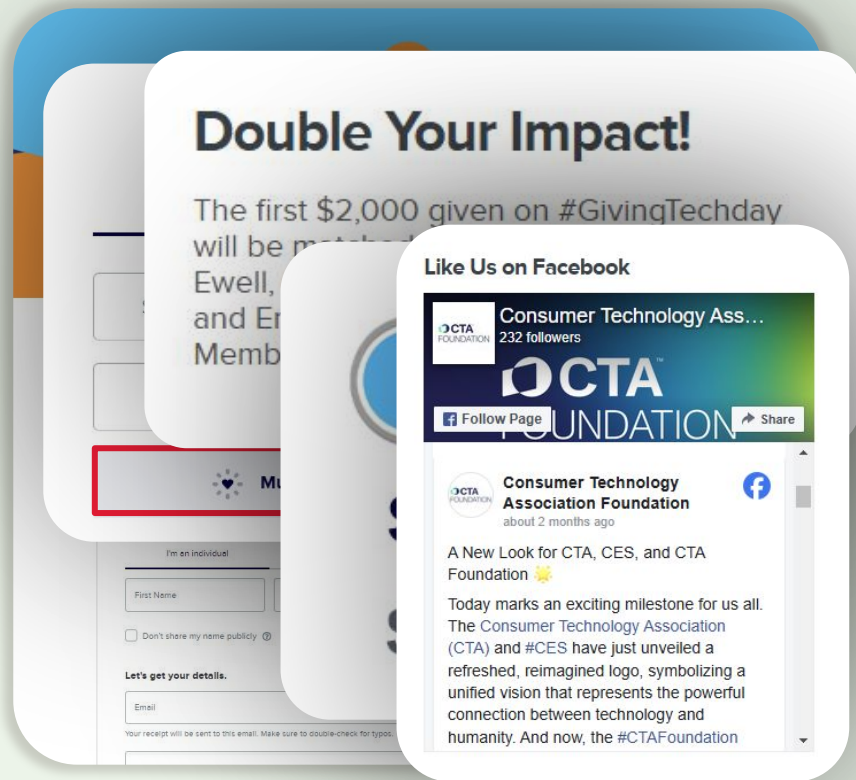 Double Your Impact!
The first $2,000 given on #GivingTechday
will be
Ewell,
and
Like Us on Facebook
Consumer Technology Ass...
232 followers
CTA
FOUNDATION
CTA™
FOUNDATION
Follow Page
Share
Consumer Technology
Association Foundation
about 2 months ago
CTA
FOUNDATION
A New Look for CTA, CES, and CTA
Foundation 🌟
Today marks an exciting milestone for us all.
The Consumer Technology Association
(CTA) and #CES have just unveiled a
refreshed, reimagined logo, symbolizing a
unified vision that represents the powerful
connection between technology and
humanity. And now, the #CTAFoundation
I'm an individual
First Name
Don't share my name publicly
Let's get your details.
Email
Your receipt will be sent to this email. Make sure to double-check for typos.